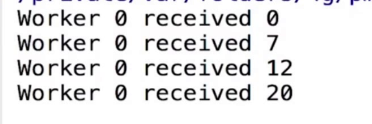 Worker 0 received 0
Worker 0 received 7
Worker 0 received 12
Worker 0 received 20